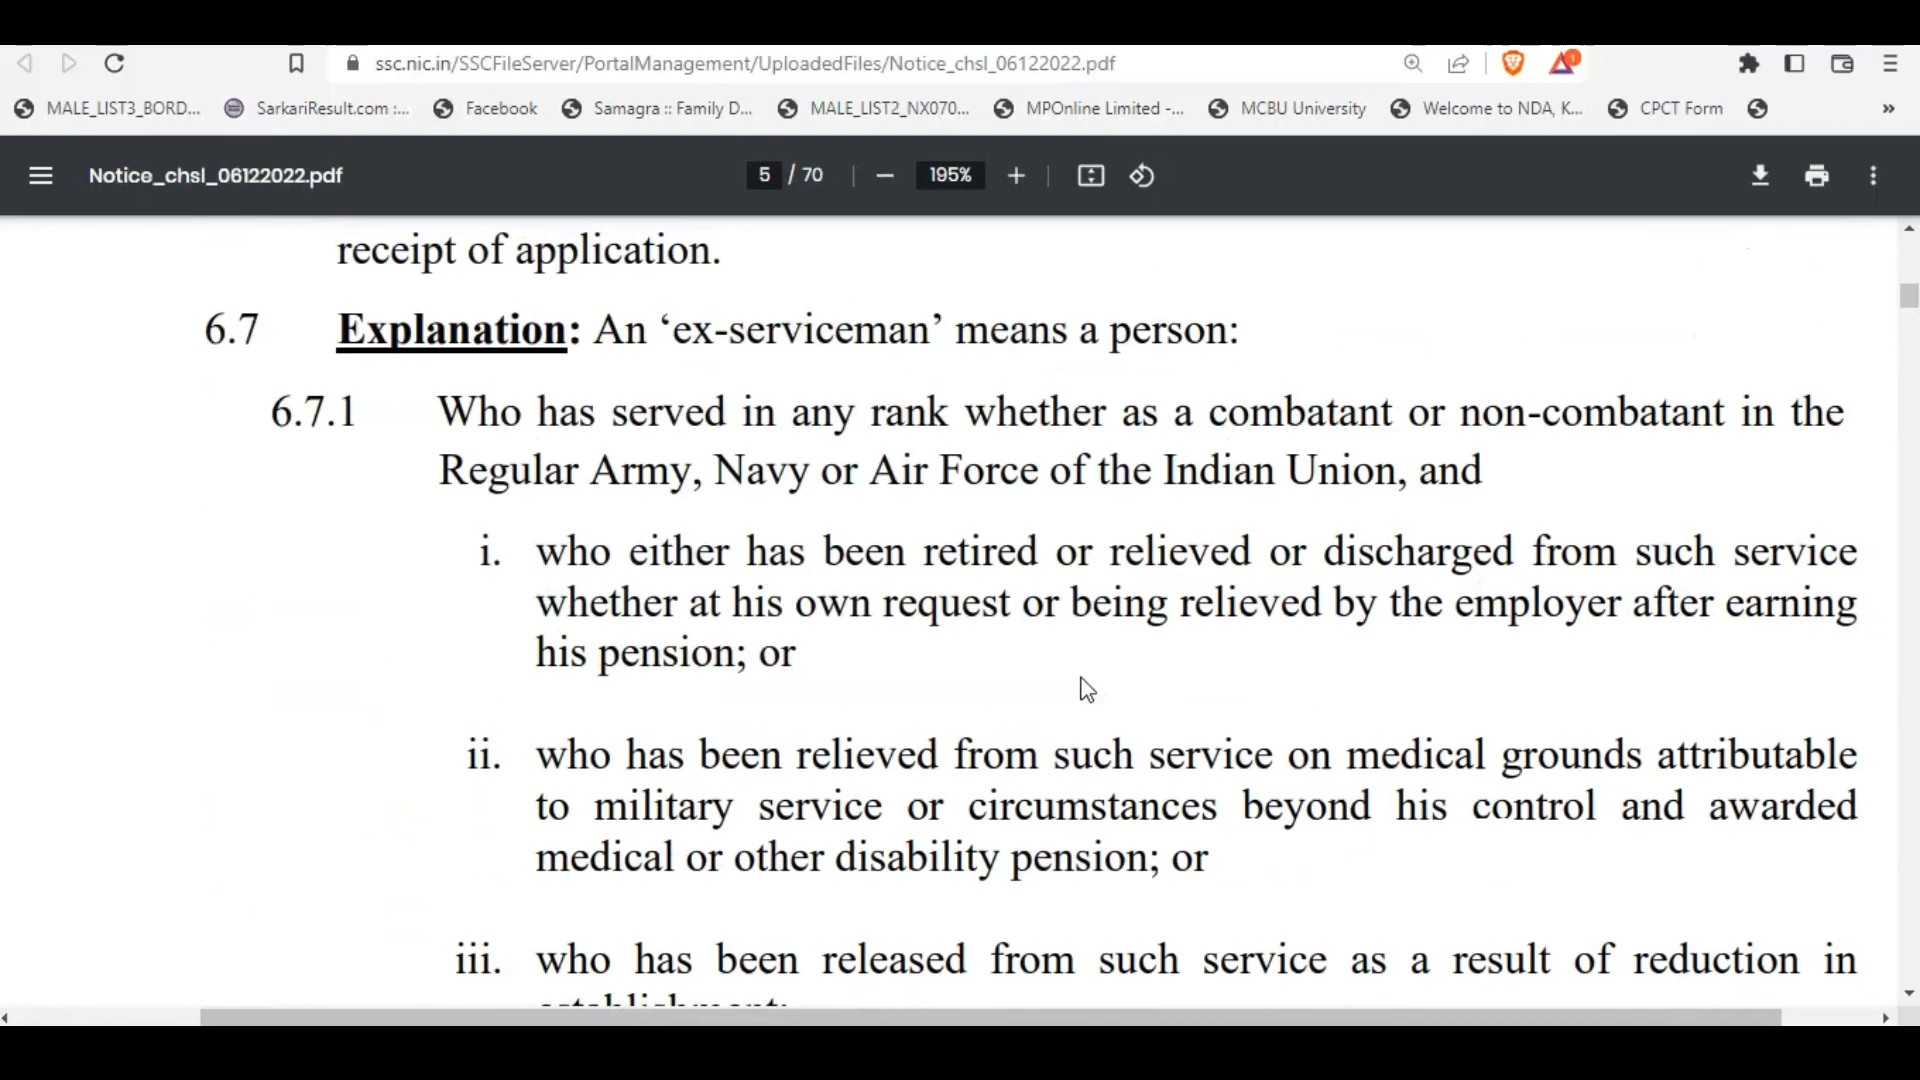 ssc.nic.in/SSCFileServer/PortalManagement/UploadedFiles/Notice_chsl_06122022.pdf
1
MALE_LIST3_BORD... SarkariResult.com :... Facebook Samagra :: Family D... MALE_LIST2_NX070... MPOnline Limited -... MCBU University Welcome to NDA, K... CPCT Form »
Notice_chsl_06122022.pdf 5 / 70 — 195% +
receipt of application.
6.7 Explanation: An ‘ex-serviceman’ means a person:
6.7.1 Who has served in any rank whether as a combatant or non-combatant in the
Regular Army, Navy or Air Force of the Indian Union, and
i. who either has been retired or relieved or discharged from such service
whether at his own request or being relieved by the employer after earning
his pension; or
ii. who has been relieved from such service on medical grounds attributable
to military service or circumstances beyond his control and awarded
medical or other disability pension; or
iii. who has been released from such service as a result of reduction in